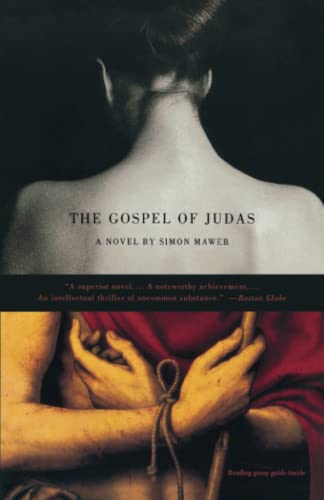 THE GOSPEL OF JUDAS
A NOVEL BY SIMON MAWER
"A superior novel.... A noteworthy achievement....
An intellectual thriller of uncommon substance." —Boston Globe
Reading group guide inside